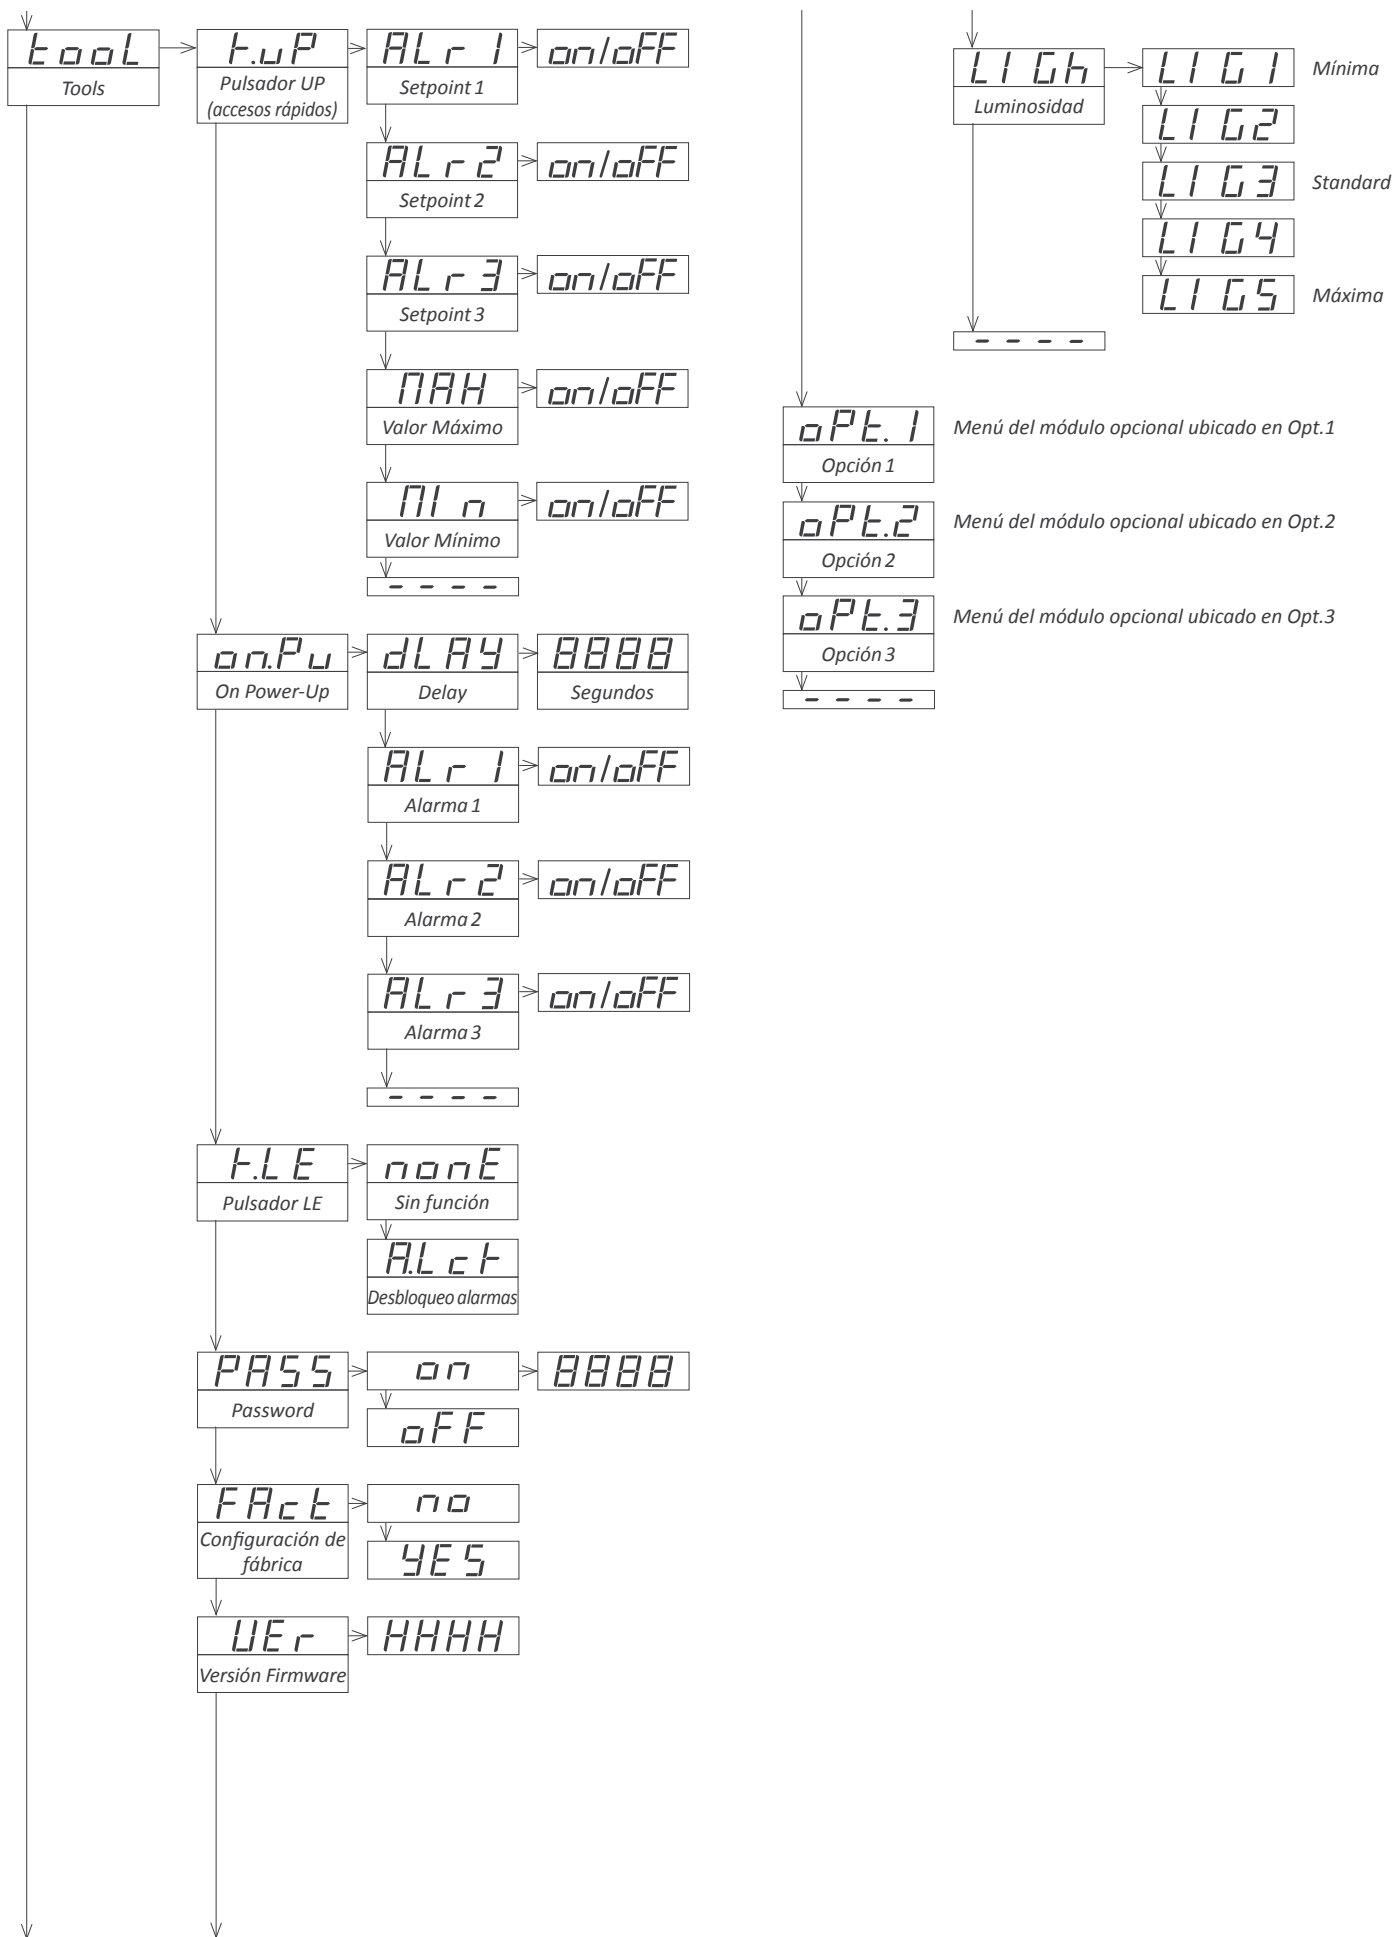 tooL
Tools
k.uP
Pulsador UP
(accesos rápidos)
ALr1
Setpoint 1
on/oFF
ALr2
Setpoint 2
on/oFF
ALr3
Setpoint 3
on/oFF
MAH
Valor Máximo
on/oFF
MIn
Valor Mínimo
on/oFF
----
on.Pu
On Power-Up
dLAY
Delay
8888
Segundos
ALr1
Alarma 1
on/oFF
ALr2
Alarma 2
on/oFF
ALr3
Alarma 3
on/oFF
----
k.LE
Pulsador LE
nonE
Sin función
A.Lck
Desbloqueo alarmas
PASS
Password
on
8888
oFF
FAct
Configuración de
fábrica
no
YES
VEr
Versión Firmware
HHHH
LIGh
Luminosidad
LIG1
Mínima
LIG2
LIG3
Standard
LIG4
LIG5
Máxima
----
oPt.1
Opción 1
Menú del módulo opcional ubicado en Opt.1
oPt.2
Opción 2
Menú del módulo opcional ubicado en Opt.2
oPt.3
Opción 3
Menú del módulo opcional ubicado en Opt.3
----